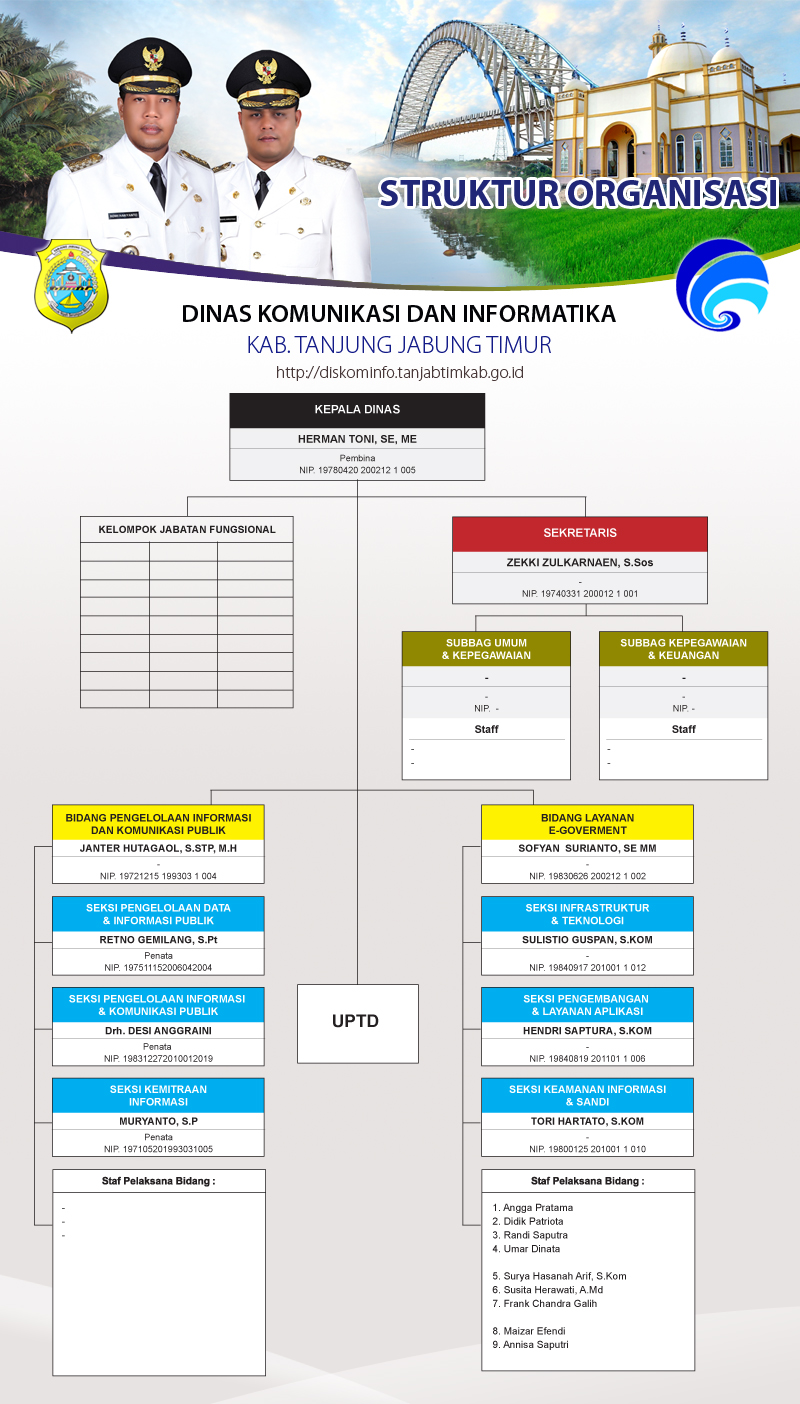 STRUKTUR ORGANISASI
DINAS KOMUNIKASI DAN INFORMATIKA
KAB. TANJUNG JABUNG TIMUR
http://diskominfo.tanjabtimkab.go.id
KEPALA DINAS
HERMAN TONI, SE, ME
Pembina
NIP. 19780420 200212 1 005
KELOMPOK JABATAN FUNGSIONAL
SEKRETARIS
ZEKKI ZULKARNAEN, S.Sos
-
NIP. 19740331 200012 1 001
SUBBAG UMUM
& KEPEGAWAIAN
-
-
NIP. -
Staff
-
-
SUBBAG KEPEGAWAIAN
& KEUANGAN
-
-
NIP. -
Staff
-
-
BIDANG PENGELOLAAN INFORMASI
DAN KOMUNIKASI PUBLIK
JANTER HUTAGAOL, S.STP, M.H
-
NIP. 19721215 199303 1 004
SEKSI PENGELOLAAN DATA
& INFORMASI PUBLIK
RETNO GEMILANG, S.Pt
Penata
NIP. 197511152006042004
SEKSI PENGELOLAAN INFORMASI
& KOMUNIKASI PUBLIK
Drh. DESI ANGGRAINI
Penata
NIP. 198312272010012019
SEKSI KEMITRAAN
INFORMASI
MURYANTO, S.P
Penata
NIP. 197105201993031005
Staf Pelaksana Bidang :
-
-
-
UPTD
BIDANG LAYANAN
E-GOVERMENT
SOFYAN SURIANTO, SE MM
-
NIP. 19830626 200212 1 002
SEKSI INFRASTRUKTUR
& TEKNOLOGI
SULISTIO GUSPAN, S.KOM
-
NIP. 19840917 201001 1 012
SEKSI PENGEMBANGAN
& LAYANAN APLIKASI
HENDRI SAPTURA, S.KOM
-
NIP. 19840819 201101 1 006
SEKSI KEAMANAN INFORMASI
& SANDI
TORI HARTATO, S.KOM
-
NIP. 19800125 201001 1 010
Staf Pelaksana Bidang :
1. Angga Pratama
2. Didik Patriota
3. Randi Saputra
4. Umar Dinata
5. Surya Hasanah Arif, S.Kom
6. Susita Herawati, A.Md
7. Frank Chandra Galih
8. Maizar Efendi
9. Annisa Saputri